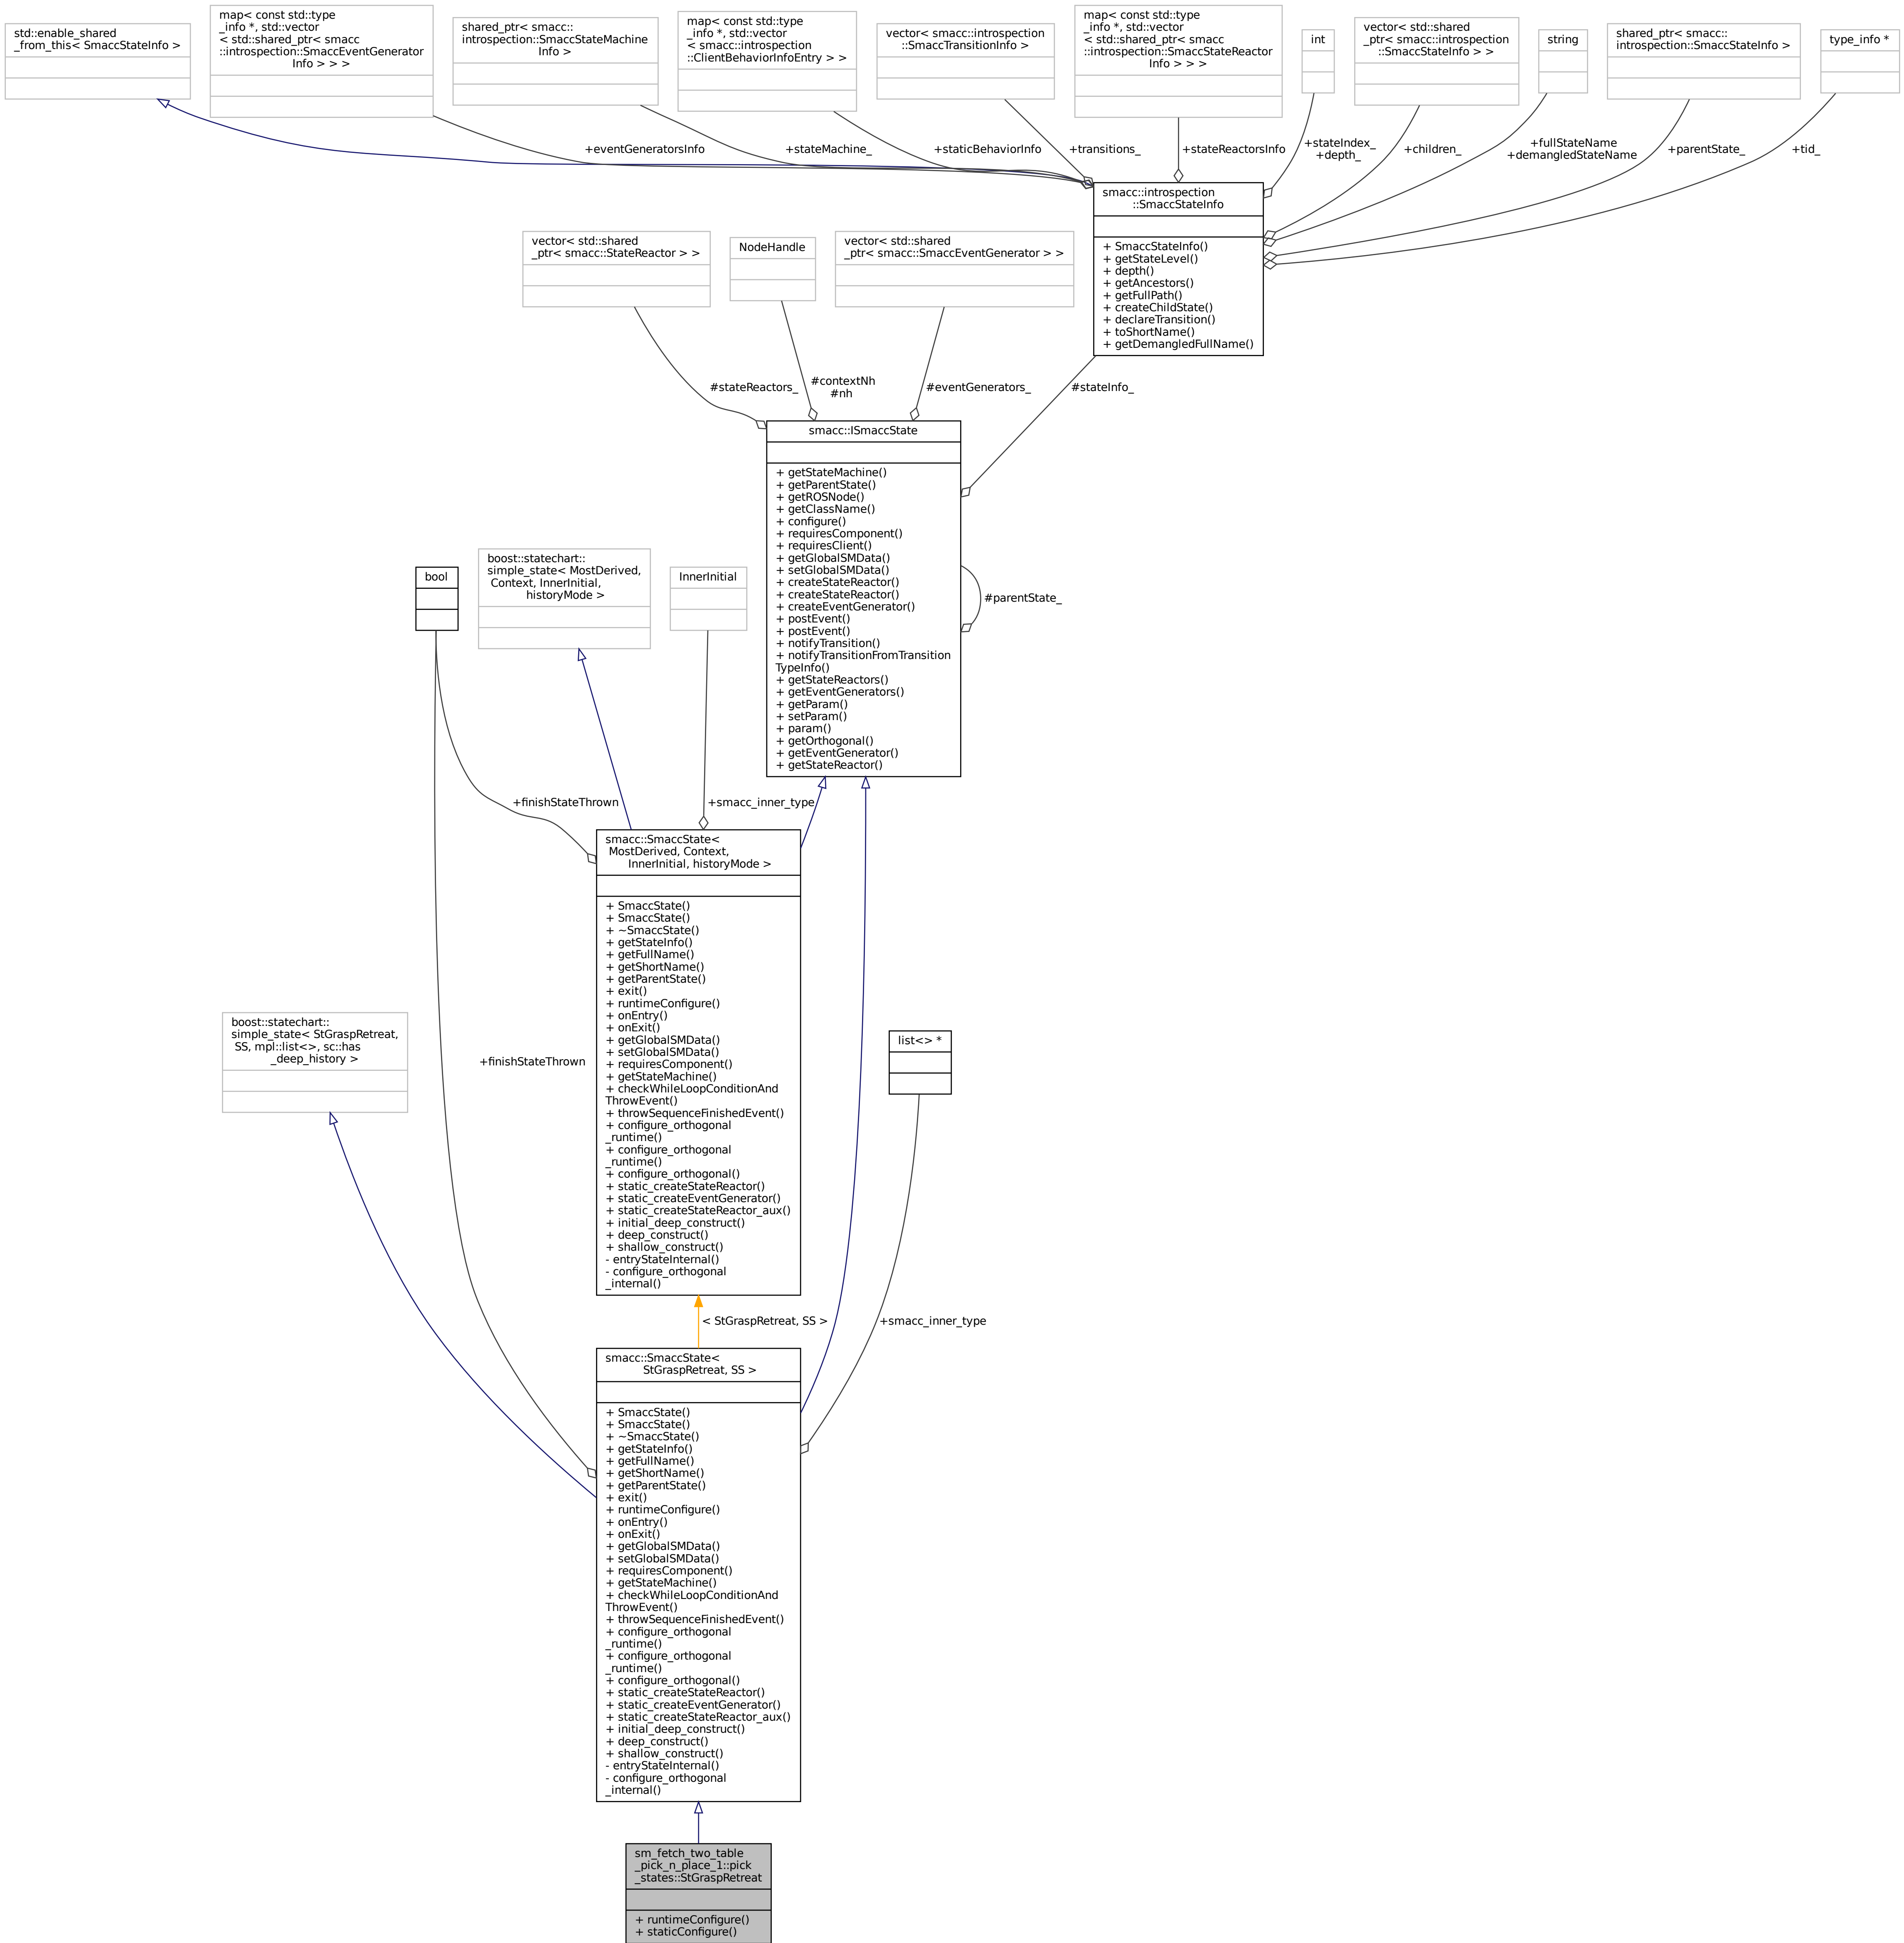 std::enable_shared
_from_this< SmaccStateInfo >
map< const std::type
_info *, std::vector
< std::shared_ptr< smacc
::introspection::SmaccEventGenerator
Info > > >
shared_ptr< smacc::
introspection::SmaccStateMachine
Info >
map< const std::type
_info *, std::vector
< smacc::introspection
::ClientBehaviorInfoEntry > >
vector< smacc::introspection
::SmaccTransitionInfo >
map< const std::type
_info *, std::vector
< std::shared_ptr< smacc
::introspection::SmaccStateReactor
Info > > >
int
vector< std::shared
_ptr< smacc::introspection
::SmaccStateInfo > >
string
shared_ptr< smacc::
introspection::SmaccStateInfo >
type_info *
+eventGeneratorsInfo
+stateMachine_
+staticBehaviorInfo
+transitions_
+stateReactorsInfo
+stateIndex_
+depth_
+children_
+fullStateName
+demangledStateName
+parentState_
+tid_
smacc::introspection
::SmaccStateInfo
+ SmaccStateInfo()
+ getStateLevel()
+ depth()
+ getAncestors()
+ getFullPath()
+ createChildState()
+ declareTransition()
+ toShortName()
+ getDemangledFullName()
vector< std::shared
_ptr< smacc::StateReactor > >
NodeHandle
vector< std::shared
_ptr< smacc::SmaccEventGenerator > >
#stateReactors_
#contextNh
#nh
#eventGenerators_
#stateInfo_
smacc::ISmaccState
+ getStateMachine()
+ getParentState()
+ getROSNode()
+ getClassName()
+ configure()
+ requiresComponent()
+ requiresClient()
+ getGlobalSMData()
+ setGlobalSMData()
+ createStateReactor()
+ createStateReactor()
+ createEventGenerator()
+ postEvent()
+ postEvent()
+ notifyTransition()
+ notifyTransitionFromTransition
TypeInfo()
+ getStateReactors()
+ getEventGenerators()
+ getParam()
+ setParam()
+ param()
+ getOrthogonal()
+ getEventGenerator()
+ getStateReactor()
#parentState_
bool
boost::statechart::
simple_state< MostDerived,
Context, InnerInitial,
historyMode >
InnerInitial
+finishStateThrown
+smacc_inner_type
smacc::SmaccState<
MostDerived, Context,
InnerInitial, historyMode >
+ SmaccState()
+ SmaccState()
+ ~SmaccState()
+ getStateInfo()
+ getFullName()
+ getShortName()
+ getParentState()
+ exit()
+ runtimeConfigure()
+ onEntry()
+ onExit()
+ getGlobalSMData()
+ setGlobalSMData()
+ requiresComponent()
+ getStateMachine()
+ checkWhileLoopConditionAnd
ThrowEvent()
+ throwSequenceFinishedEvent()
+ configure_orthogonal
_runtime()
+ configure_orthogonal
_runtime()
+ configure_orthogonal()
+ static_createStateReactor()
+ static_createEventGenerator()
+ static_createStateReactor_aux()
+ initial_deep_construct()
+ deep_construct()
+ shallow_construct()
- entryStateInternal()
- configure_orthogonal
_internal()
boost::statechart::
simple_state< StGraspRetreat,
SS, mpl::list<>, sc::has
_deep_history >
+finishStateThrown
list<> *
< StGraspRetreat, SS >
+smacc_inner_type
smacc::SmaccState<
StGraspRetreat, SS >
+ SmaccState()
+ SmaccState()
+ ~SmaccState()
+ getStateInfo()
+ getFullName()
+ getShortName()
+ getParentState()
+ exit()
+ runtimeConfigure()
+ onEntry()
+ onExit()
+ getGlobalSMData()
+ setGlobalSMData()
+ requiresComponent()
+ getStateMachine()
+ checkWhileLoopConditionAnd
ThrowEvent()
+ throwSequenceFinishedEvent()
+ configure_orthogonal
_runtime()
+ configure_orthogonal
_runtime()
+ configure_orthogonal()
+ static_createStateReactor()
+ static_createEventGenerator()
+ static_createStateReactor_aux()
+ initial_deep_construct()
+ deep_construct()
+ shallow_construct()
- entryStateInternal()
- configure_orthogonal
_internal()
sm_fetch_two_table
_pick_n_place_1::pick
_states::StGraspRetreat
+ runtimeConfigure()
+ staticConfigure()